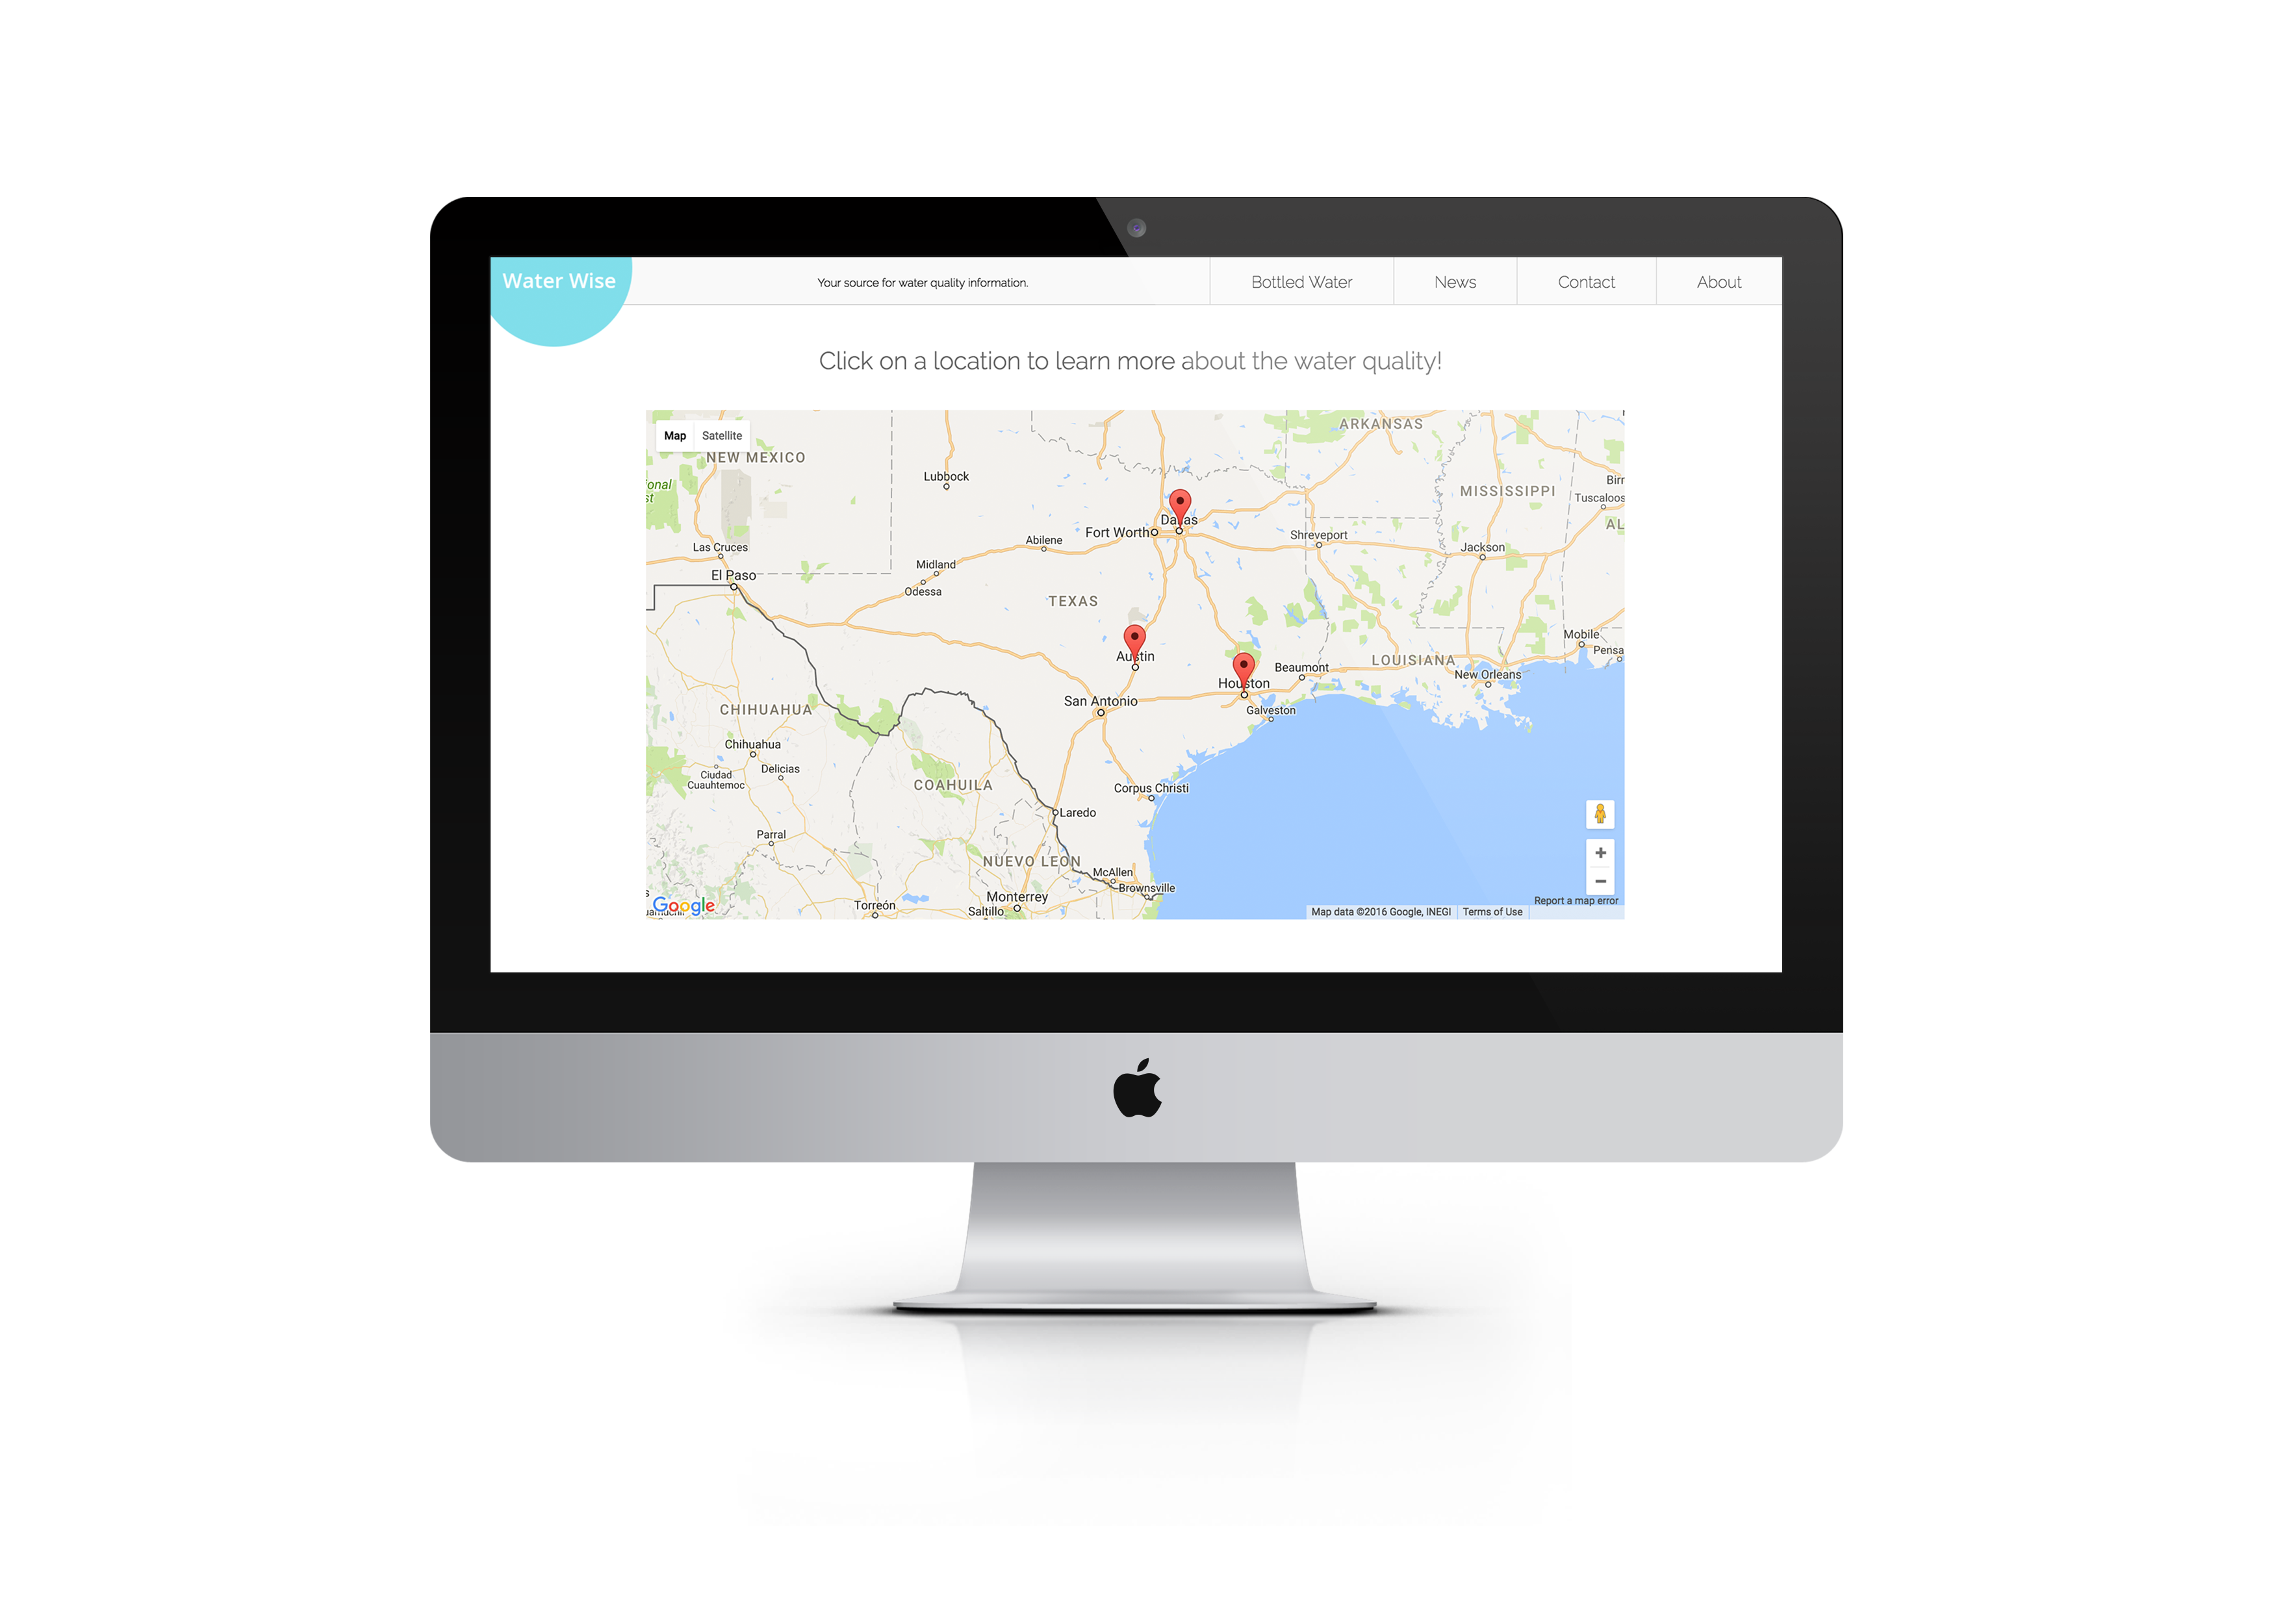 Water Wise
Your source for water quality information.
Bottled Water
News
Contact
About
Click on a location to learn more about the water quality!
Map
Satellite
ARKANSAS
NEW MEXICO
Lubbock
MISSISSIPPI
Dallas
Fort Worth
Abilene
Shreveport
Las Cruces
Jackson
El Paso
Midland
Odessa
TEXAS
Mobile
Austin
LOUISIANA
Beaumont
New Orleans
Houston
San Antonio
CHIHUAHUA
Galveston
Chihuahua
Delicias
Ciudad
Cuauhtemoc
COAHUILA
Corpus Christi
Laredo
Parral
NUEVO LEON
McAllen
Brownsville
Monterrey
Torreón
Saltillo
Google
Report a map error
Map data ©2016 Google, INEGI
Terms of Use